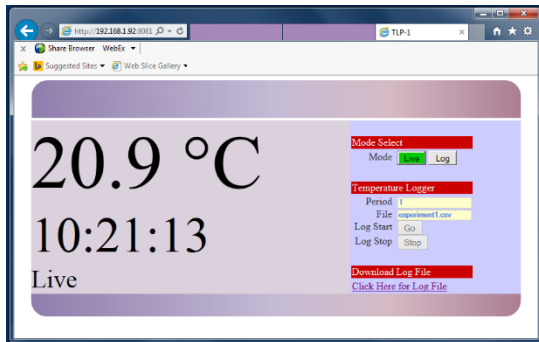 http://192.168.1.92:8081
TLP-1
x Share Browser WebEx
Suggested Sites Web Slice Gallery
20.9 °C
10:21:13
Live
Mode Select
Mode Live Log
Temperature Logger
Period 1
File experiment1.csv
Log Start Go
Log Stop Stop
Download Log File
Click Here for Log File